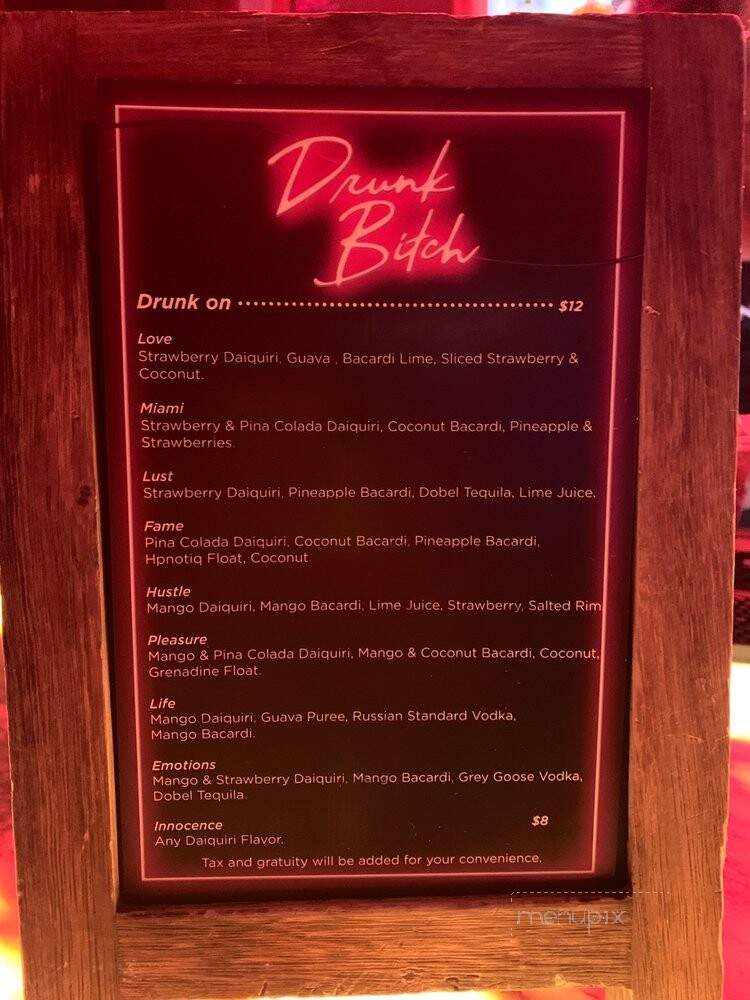 Drunk
Bitch
Drunk on ........................................ $12
Love
Strawberry Daiquiri, Guava , Bacardi Lime, Sliced Strawberry &
Coconut.
Miami
Strawberry & Pina Colada Daiquiri, Coconut Bacardi, Pineapple &
Strawberries.
Lust
Strawberry Daiquiri, Pineapple Bacardi, Dobel Tequila, Lime Juice.
Fame
Pina Colada Daiquiri, Coconut Bacardi, Pineapple Bacardi,
Hpnotiq Float, Coconut.
Hustle
Mango Daiquiri, Mango Bacardi, Lime Juice, Strawberry, Salted Rim
Pleasure
Mango & Pina Colada Daiquiri, Mango & Coconut Bacardi, Coconut,
Grenadine Float.
Life
Mango Daiquiri, Guava Puree, Russian Standard Vodka,
Mango Bacardi.
Emotions
Mango & Strawberry Daiquiri, Mango Bacardi, Grey Goose Vodka,
Dobel Tequila.
Innocence $8
Any Daiquiri Flavor.
Tax and gratuity will be added for your convenience.
menupix